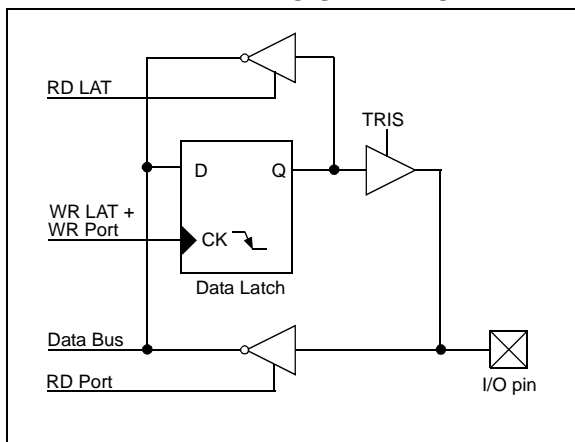 RD LAT
TRIS
D
Q
WR LAT +
WR Port
CK
Data Latch
Data Bus
RD Port
I/O pin